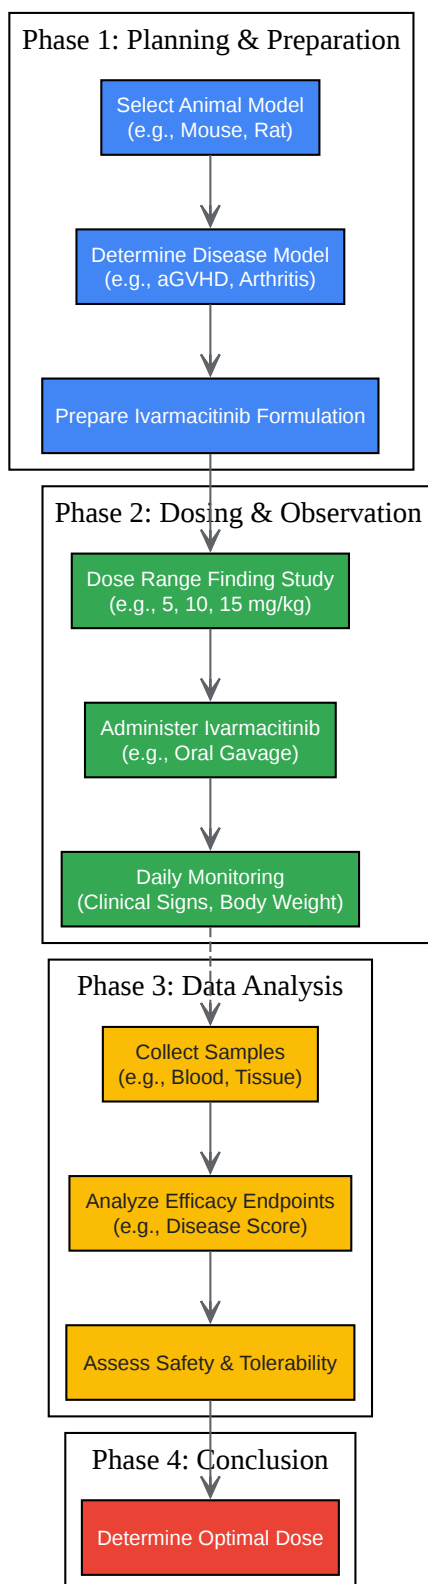 Phase 1: Planning & Preparation
Select Animal Model
(e.g., Mouse, Rat)
Determine Disease Model
(e.g., aGVHD, Arthritis)
Prepare Ivarmacitinib Formulation
Phase 2: Dosing & Observation
Dose Range Finding Study
(e.g., 5, 10, 15 mg/kg)
Administer Ivarmacitinib
(e.g., Oral Gavage)
Daily Monitoring
(Clinical Signs, Body Weight)
Phase 3: Data Analysis
Collect Samples
(e.g., Blood, Tissue)
Analyze Efficacy Endpoints
(e.g., Disease Score)
Assess Safety & Tolerability
Phase 4: Conclusion
Determine Optimal Dose